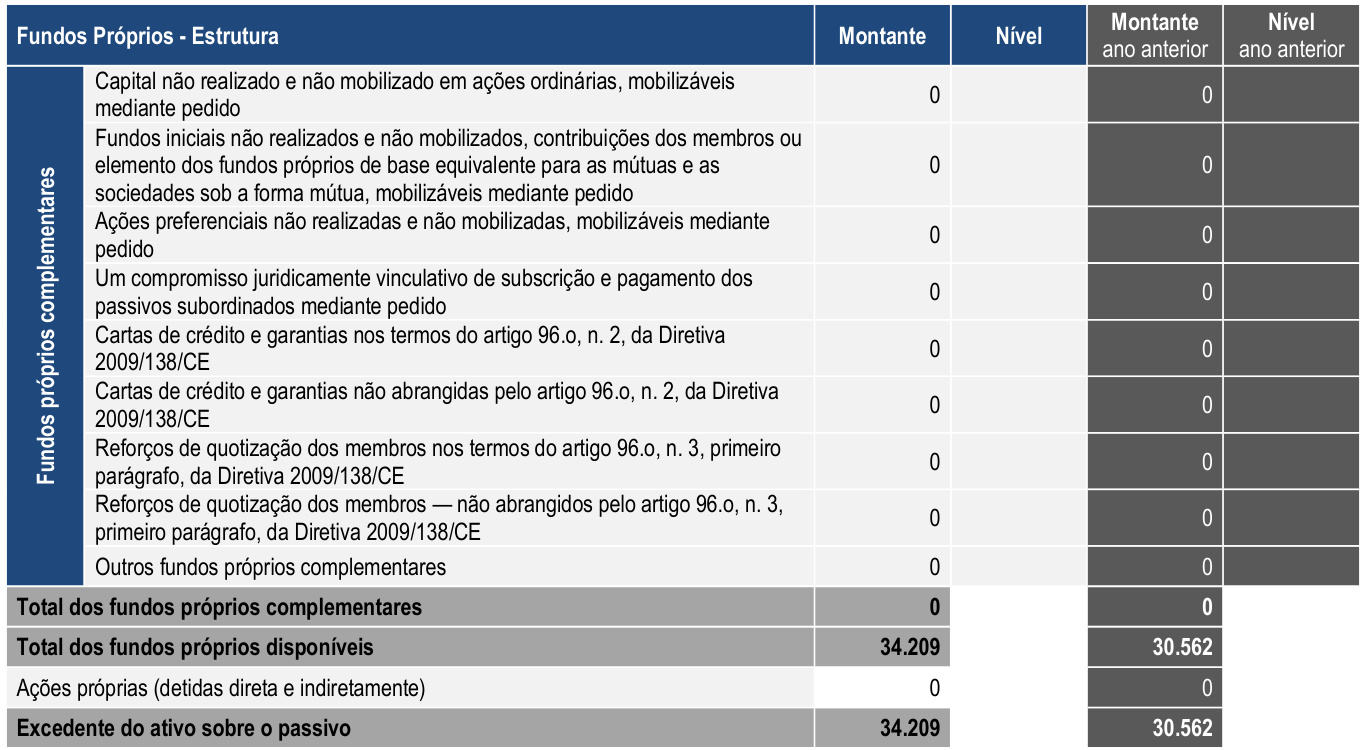 Fundos Próprios - Estrutura Montante Nível Montante ano anterior Nível ano anterior
Fundos próprios complementares
Capital não realizado e não mobilizado em ações ordinárias, mobilizáveis
mediante pedido 0 0
Fundos iniciais não realizados e não mobilizados, contribuições dos membros ou
elemento dos fundos próprios de base equivalente para as mútuas e as 0 0
sociedades sob a forma mútua, mobilizáveis mediante pedido
Ações preferenciais não realizadas e não mobilizadas, mobilizáveis mediante
pedido 0 0
Um compromisso juridicamente vinculativo de subscrição e pagamento dos
passivos subordinados mediante pedido 0 0
Cartas de crédito e garantias nos termos do artigo 96.o, n. 2, da Diretiva
2009/138/CE 0 0
Cartas de crédito e garantias não abrangidas pelo artigo 96.o, n. 2, da Diretiva
2009/138/CE 0 0
Reforços de quotização dos membros nos termos do artigo 96.o, n. 3, primeiro
parágrafo, da Diretiva 2009/138/CE 0 0
Reforços de quotização dos membros — não abrangidos pelo artigo 96.o, n. 3,
primeiro parágrafo, da Diretiva 2009/138/CE 0 0
Outros fundos próprios complementares 0 0
Total dos fundos próprios complementares 0 0
Total dos fundos próprios disponíveis 34.209 30.562
Ações próprias (detidas direta e indiretamente) 0 0
Excedente do ativo sobre o passivo 34.209 30.562